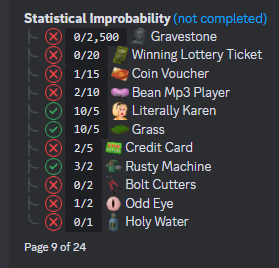 Statistical Improbability (not completed)
0/2,500 Gravestone
0/20 Winning Lottery Ticket
1/15 Coin Voucher
2/10 Bean Mp3 Player
10/5 Literally Karen
10/5 Grass
2/5 Credit Card
3/2 Rusty Machine
0/2 Bolt Cutters
1/2 Odd Eye
0/1 Holy Water
Page 9 of 24